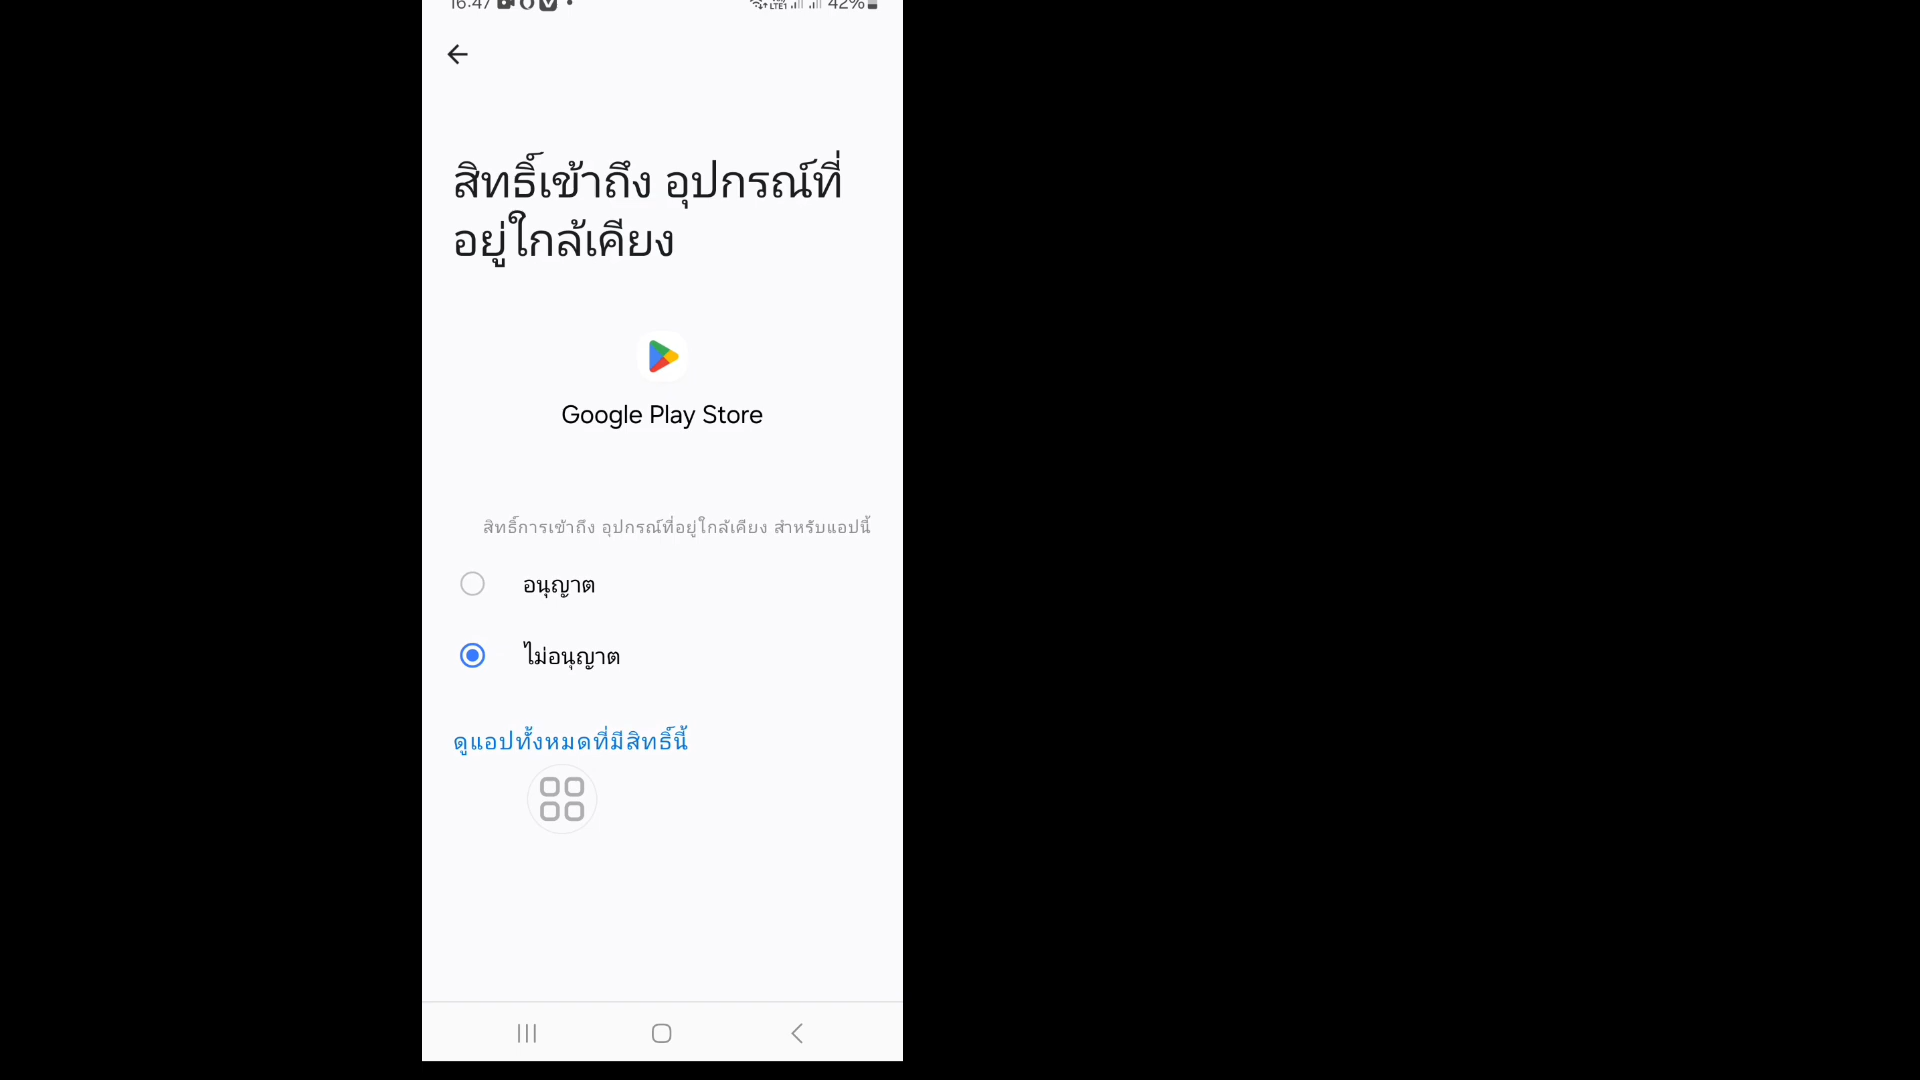 16:47
42%
สิทธิ์เข้าถึง อุปกรณ์ที่
อยู่ใกล้เคียง
Google Play Store
สิทธิ์การเข้าถึง อุปกรณ์ที่อยู่ใกล้เคียง สำหรับแอปนี้
อนุญาต
ไม่อนุญาต
ดูแอปทั้งหมดที่มีสิทธิ์นี้